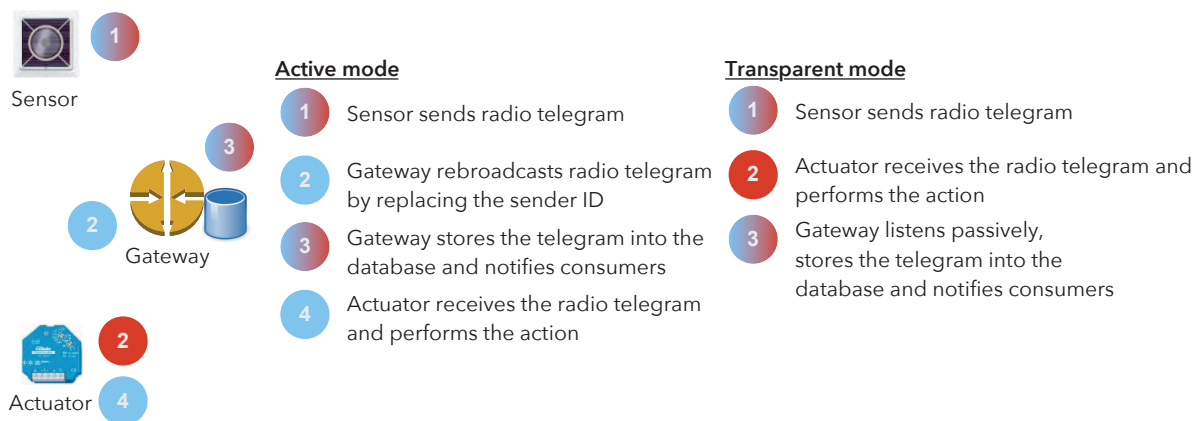 1
Sensor
3
2
Gateway
2
Actuator
4
Active mode
1
Sensor sends radio telegram
2
Gateway rebroadcasts radio telegram
by replacing the sender ID
3
Gateway stores the telegram into the
database and notifies consumers
4
Actuator receives the radio telegram
and performs the action
Transparent mode
1
Sensor sends radio telegram
2
Actuator receives the radio telegram and
performs the action
3
Gateway listens passively,
stores the telegram into the
database and notifies consumers